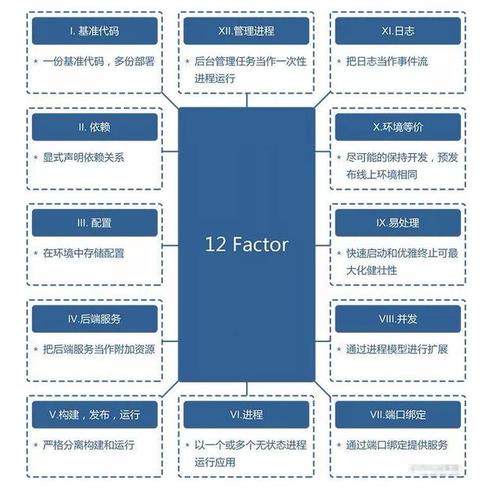 I. 基准代码
* 一份基准代码，多份部署
XII.管理进程
* 后台管理任务当作一次性
进程运行
XI.日志
* 把日志当作事件流
II. 依赖
* 显式声明依赖关系
X.环境等价
* 尽可能的保持开发，预发
布线上环境相同
III. 配置
* 在环境中存储配置
12 Factor
IX.易处理
* 快速启动和优雅终止可最
大化健壮性
IV.后端服务
* 把后端服务当作附加资源
VIII.并发
* 通过进程模型进行扩展
V.构建，发布，运行
* 严格分离构建和运行
VI.进程
* 以一个或多个无状态进程
运行应用
VII.端口绑定
* 通过端口绑定提供服务